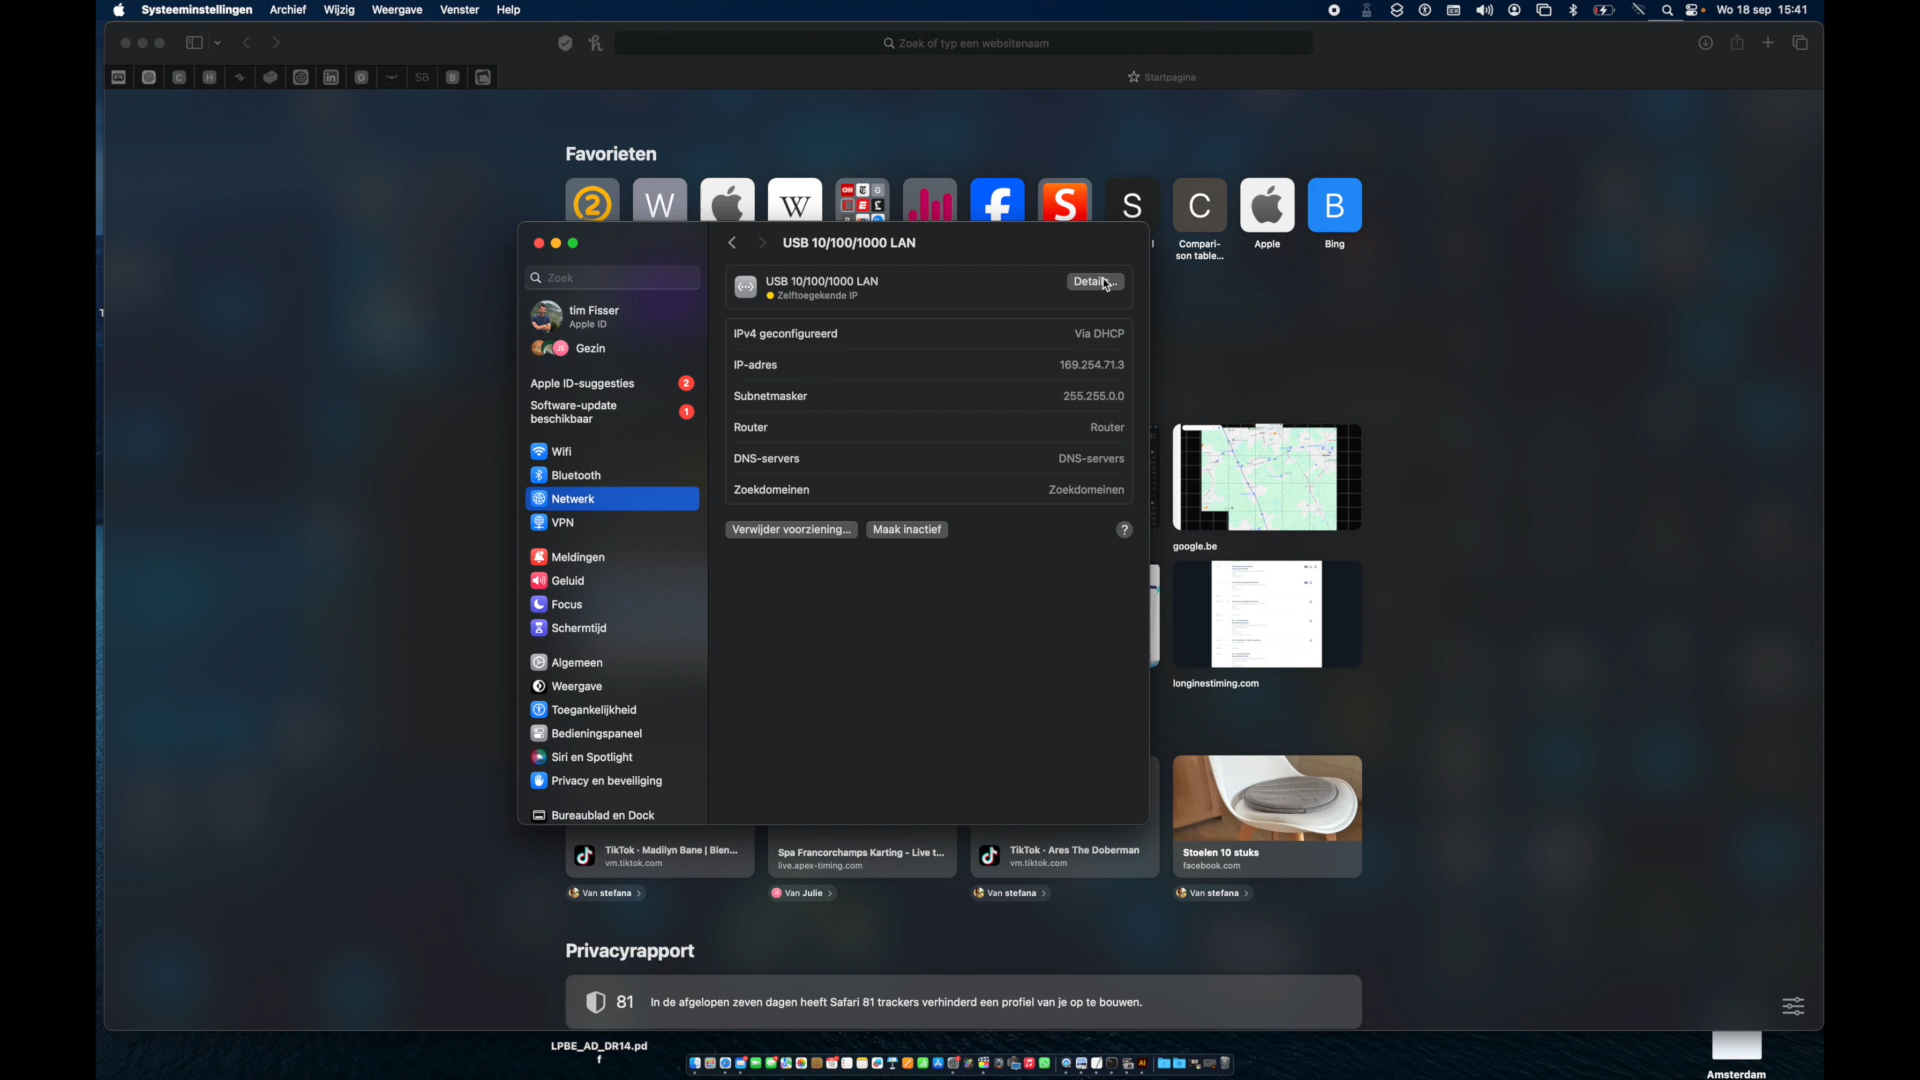 Systeeminstellingen Archief Wijzig Weergave Venster Help
Wo 18 sep 15:41
Zoek of typ een websitenaam
SB
Startpagina
Favorieten
Compari-
son table...
Apple
Bing
USB 10/100/1000 LAN
Zoek
USB 10/100/1000 LAN
Zelftoegekende IP
tim Fisser
Apple ID
Gezin
IPv4 geconfigureerd Via DHCP
IP-adres 169.254.71.3
Subnetmasker 255.255.0.0
Router Router
DNS-servers DNS-servers
Zoekdomeinen Zoekdomeinen
Verwijder voorziening... Maak inactief ?
Apple ID-suggesties 2
Software-update
beschikbaar 1
Wifi
Bluetooth
Netwerk
VPN
Meldingen
Geluid
Focus
Schermtijd
Algemeen
Weergave
Toegankelijkheid
Bedieningspaneel
Siri en Spotlight
Privacy en beveiliging
Bureaublad en Dock
google.be
longinestiming.com
TikTok · Madilyn Bane | Bien...
vm.tiktok.com
Van stefana >
Spa Francorchamps Karting - Live t...
live.apex-timing.com
Van Julie >
TikTok · Ares The Doberman
vm.tiktok.com
Van stefana >
Stoelen 10 stuks
facebook.com
Van stefana >
Privacyrapport
81 In de afgelopen zeven dagen heeft Safari 81 trackers verhinderd een profiel van je op te bouwen.
LPBE_AD_DR14.pd
f
Amsterdam